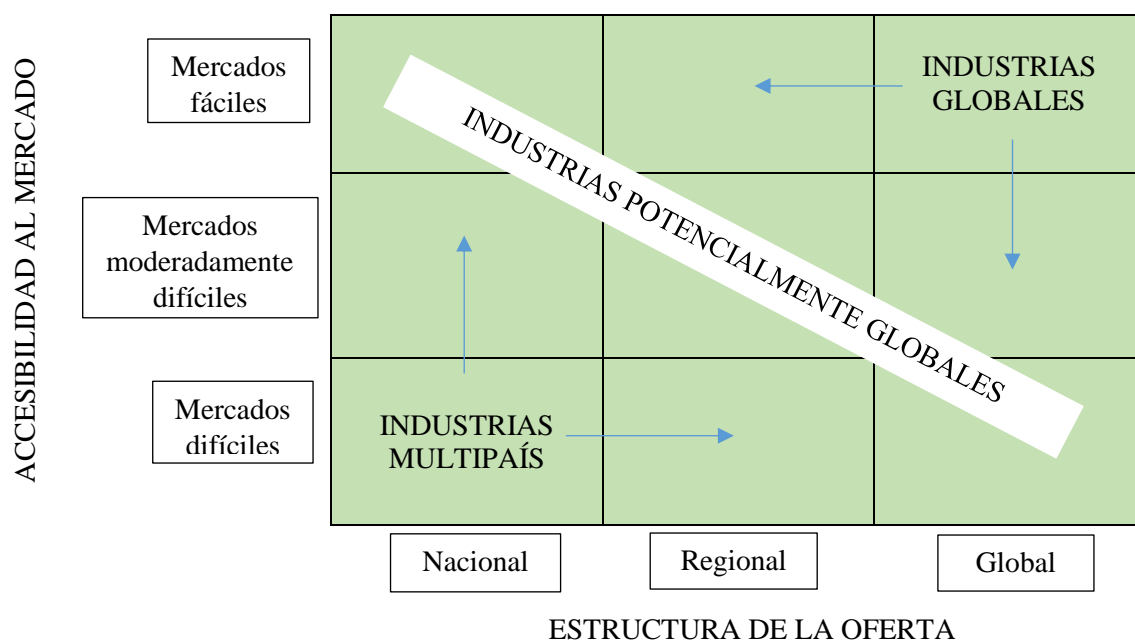 ACCESIBILIDAD AL MERCADO
Mercados
fáciles
INDUSTRIAS
GLOBALES
INDUSTRIAS POTENCIALMENTE GLOBALES
Mercados
moderadamente
difíciles
Mercados
difíciles
INDUSTRIAS
MULTIPAÍS
Nacional
Regional
Global
ESTRUCTURA DE LA OFERTA